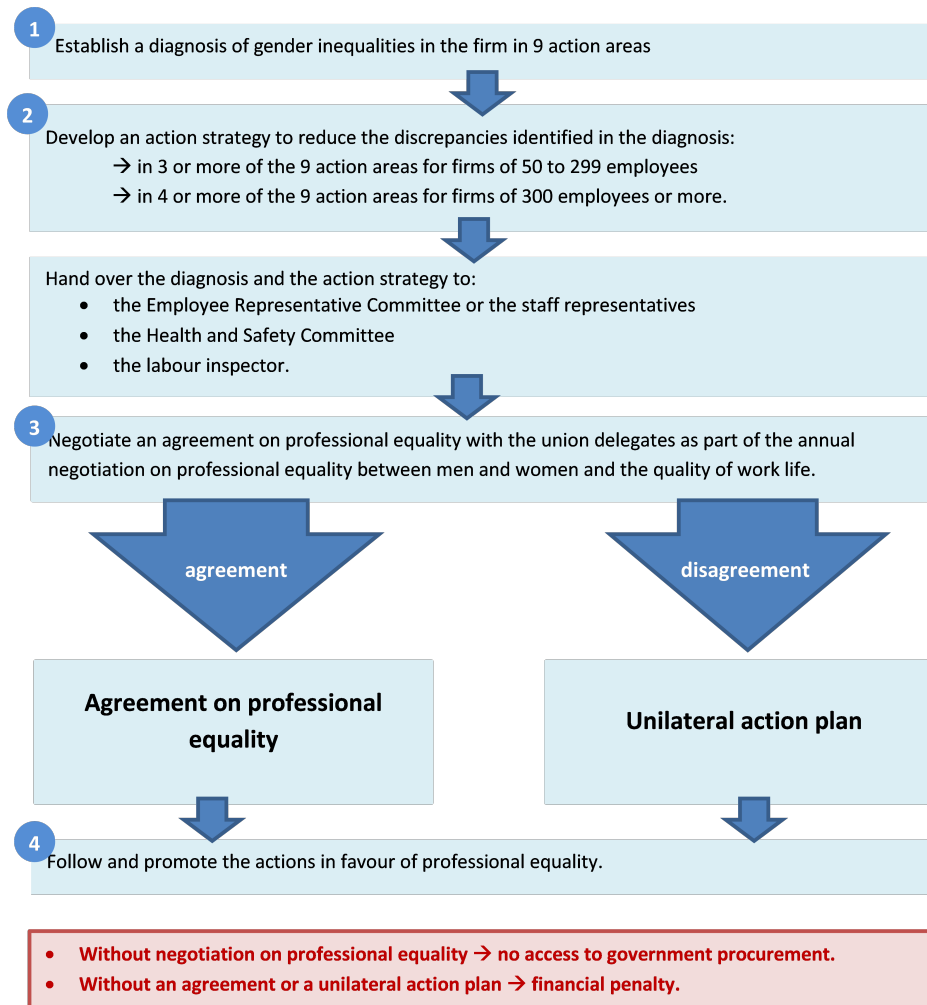 1
Establish a diagnosis of gender inequalities in the firm in 9 action areas
2
Develop an action strategy to reduce the discrepancies identified in the diagnosis:
→ in 3 or more of the 9 action areas for firms of 50 to 299 employees
→ in 4 or more of the 9 action areas for firms of 300 employees or more.
Hand over the diagnosis and the action strategy to:
• the Employee Representative Committee or the staff representatives
• the Health and Safety Committee
• the labour inspector.
3
Negotiate an agreement on professional equality with the union delegates as part of the annual
negotiation on professional equality between men and women and the quality of work life.
agreement
disagreement
Agreement on professional
equality
Unilateral action plan
4
Follow and promote the actions in favour of professional equality.
• Without negotiation on professional equality → no access to government procurement.
• Without an agreement or a unilateral action plan → financial penalty.